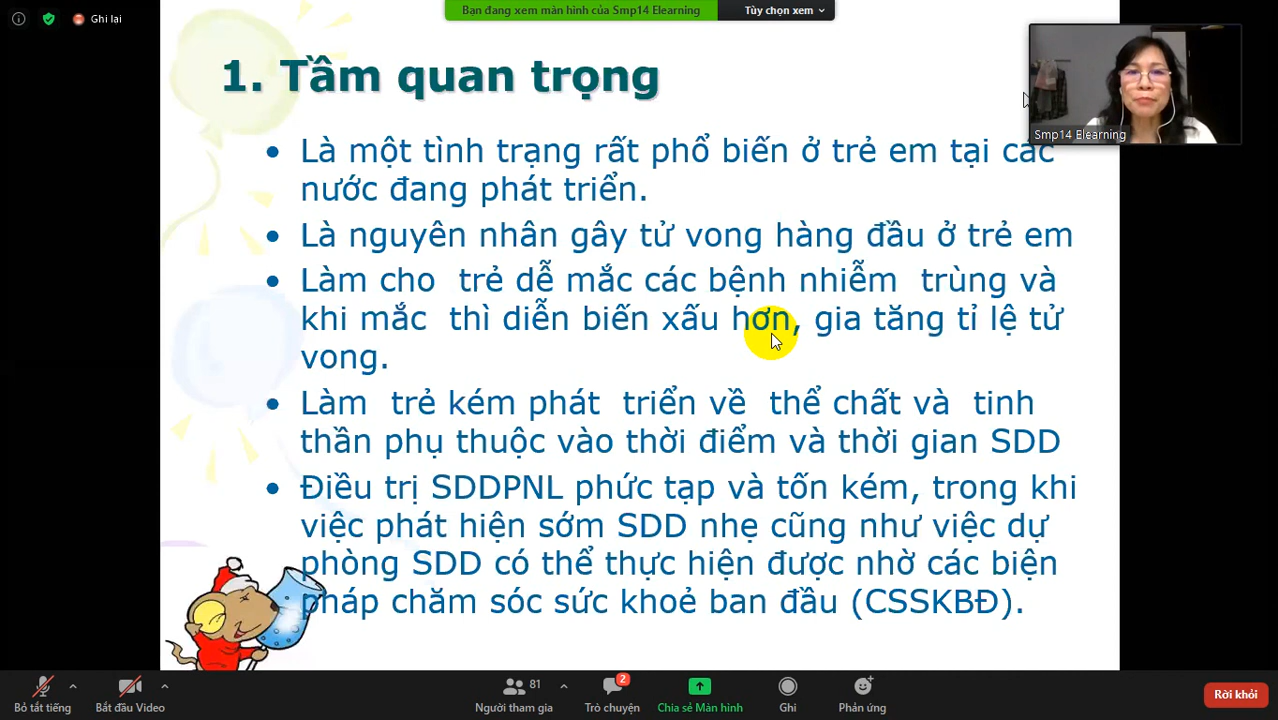 Ghi lại
Bạn đang xem màn hình của Smp14 Elearning
Tùy chọn xem
1. Tầm quan trọng
Smp14 Elearning
• Là một tình trạng rất phổ biến ở trẻ em tại các
nước đang phát triển.
• Là nguyên nhân gây tử vong hàng đầu ở trẻ em
• Làm cho trẻ dễ mắc các bệnh nhiễm trùng và
khi mắc thì diễn biến xấu hơn, gia tăng tỉ lệ tử
vong.
• Làm trẻ kém phát triển về thể chất và tinh
thần phụ thuộc vào thời điểm và thời gian SDD
• Điều trị SDDPNL phức tạp và tốn kém, trong khi
việc phát hiện sớm SDD nhẹ cũng như việc dự
phòng SDD có thể thực hiện được nhờ các biện
pháp chăm sóc sức khoẻ ban đầu (CSSKBĐ).
Bỏ tắt tiếng
Bắt đầu Video
81
Người tham gia
2
Trò chuyện
Chia sẻ Màn hình
Ghi
Phản ứng
Rời khỏi